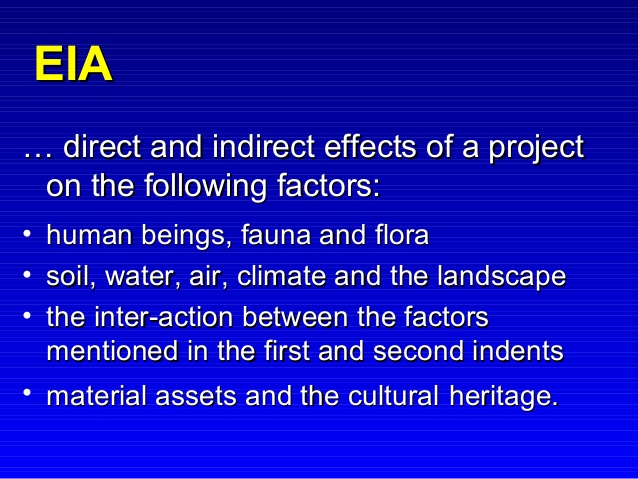 EIA
… direct and indirect effects of a project
on the following factors:
• human beings, fauna and flora
• soil, water, air, climate and the landscape
• the inter-action between the factors
mentioned in the first and second indents
• material assets and the cultural heritage.